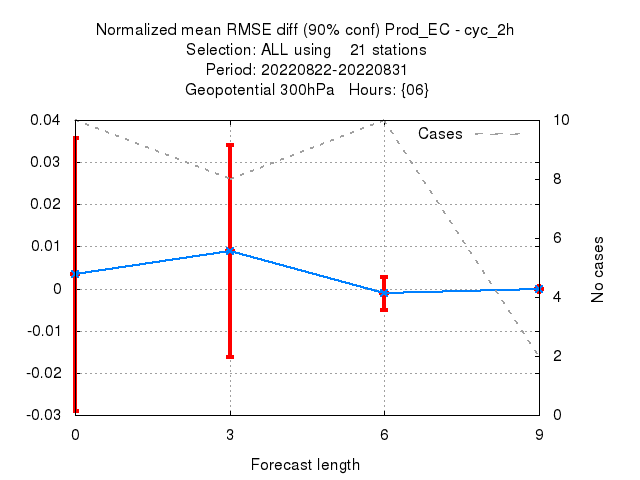 Normalized mean RMSE diff (90% conf) Prod_EC - cyc_2h
Selection: ALL using 21 stations
Period: 20220822-20220831
Geopotential 300hPa Hours: {06}
0.04
0.03
0.02
0.01
0
-0.01
-0.02
-0.03
Cases
10
8
6
4
2
0
No cases
0 3 6 9
Forecast length